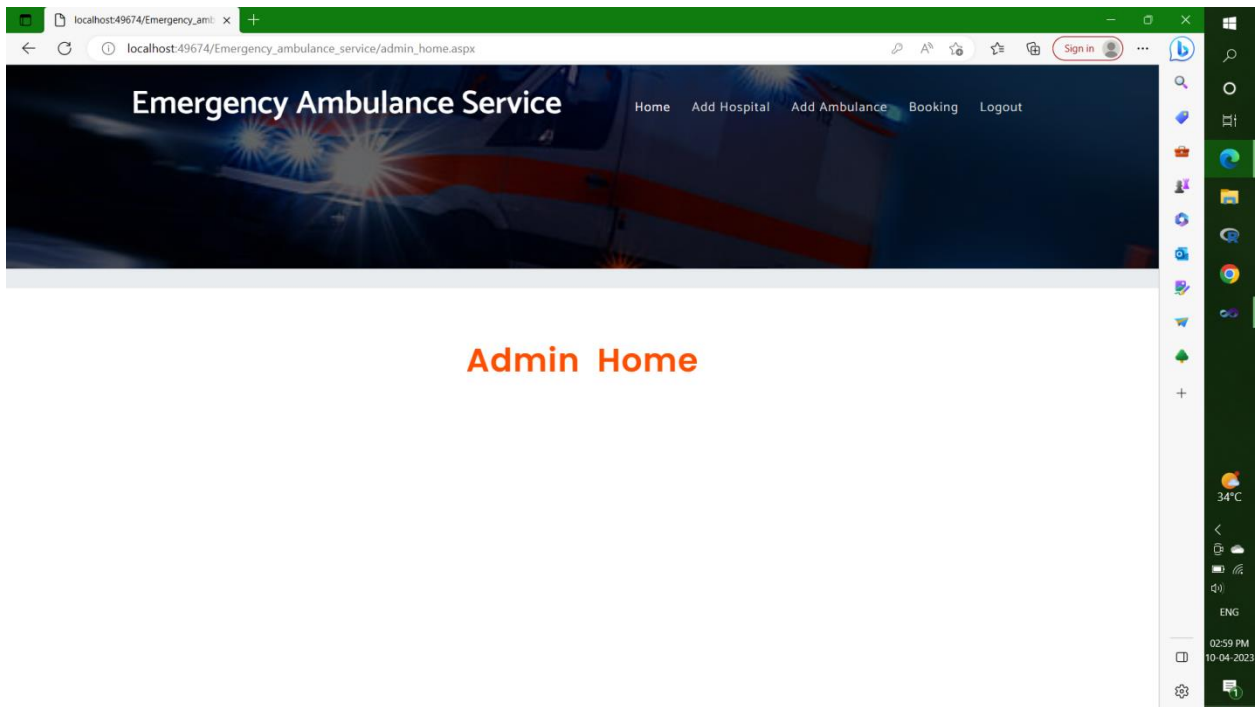 localhost:49674/Emergency_amb
localhost:49674/Emergency_ambulance_service/admin_home.aspx
Sign in
Emergency Ambulance Service
Home Add Hospital Add Ambulance Booking Logout
Admin Home
34°C
ENG
02:59 PM
10-04-2023
1